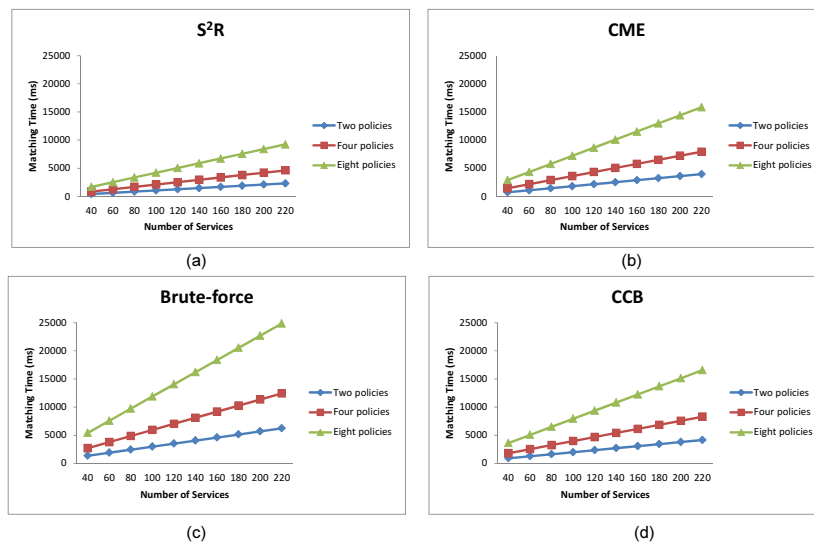 S²R
25000
20000
15000
10000
5000
0
Matching Time (ms)
40 60 80 100 120 140 160 180 200 220
Number of Services
Two policies
Four policies
Eight policies
(a)
CME
25000
20000
15000
10000
5000
0
Matching Time (ms)
40 60 80 100 120 140 160 180 200 220
Number of Services
Two policies
Four policies
Eight policies
(b)
Brute-force
25000
20000
15000
10000
5000
0
Matching Time (ms)
40 60 80 100 120 140 160 180 200 220
Number of Services
Two policies
Four policies
Eight policies
(c)
CCB
25000
20000
15000
10000
5000
0
Matching Time (ms)
40 60 80 100 120 140 160 180 200 220
Number of Services
Two policies
Four policies
Eight policies
(d)